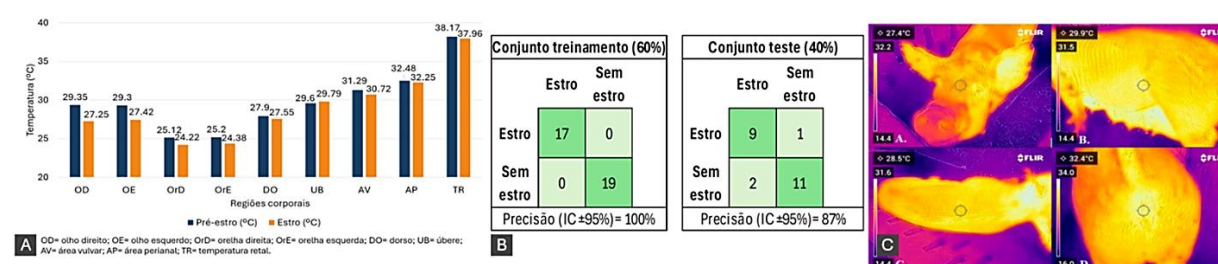 40
35
30
25
20
Temperatura (°C)
29.35
27.25
29.3
27.42
25.12
24.22
25.2
24.38
27.9
27.55
29.6
29.79
31.29
30.72
32.48
32.25
38.17
37.96
OD OE OrD OrE DO UB AV AP TR
Regiões corporais
Pré-estro (°C) Estro (°C)
A
OD= olho direito; OE= olho esquerdo; OrD= orelha direita; OrE= orelha esquerda; DO= dorso; UB= úbere;
AV= área vulvar; AP= área perianal; TR= temperatura retal.
Conjunto treinamento (60%)
Estro Sem
estro
Estro 17 0
Sem
estro 0 19
Precisão (IC ±95%)= 100%
Conjunto teste (40%)
Estro Sem
estro
Estro 9 1
Sem
estro 2 11
Precisão (IC ±95%)= 87%
B
27.4°C
FLIR
32.2
14.4 A.
29.9°C
FLIR
31.5
14.4 B.
28.5°C
FLIR
31.6
C
32.4°C
FLIR
34.0